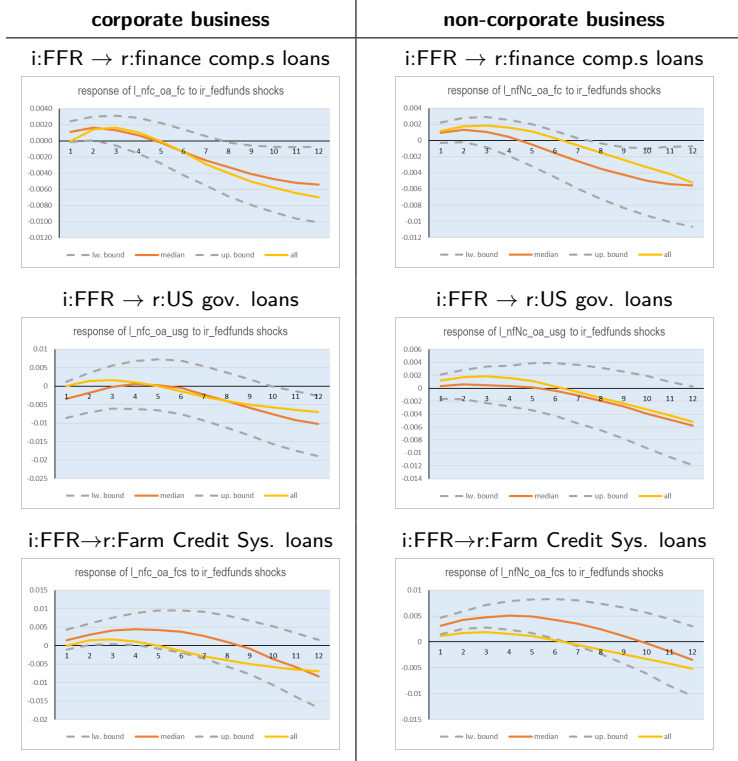 corporate business
non-corporate business
i:FFR → r:finance comp.s loans
i:FFR → r:finance comp.s loans
response of l_nfc_oa_fc to ir_fedfunds shocks
0.0040
0.0020
0.0000
-0.0020
-0.0040
-0.0060
-0.0080
-0.0100
-0.0120
1 2 3 4 5 6 7 8 9 10 11 12
lw. bound median up. bound all
response of l_nfNc_oa_fc to ir_fedfunds shocks
0.004
0.002
0
-0.002
-0.004
-0.006
-0.008
-0.01
-0.012
1 2 3 4 5 6 7 8 9 10 11 12
lw. bound median up. bound all
i:FFR → r:US gov. loans
i:FFR → r:US gov. loans
response of l_nfc_oa_usg to ir_fedfunds shocks
0.01
0.005
0
-0.005
-0.01
-0.015
-0.02
-0.025
1 2 3 4 5 6 7 8 9 10 11 12
lw. bound median up. bound all
response of l_nfNc_oa_usg to ir_fedfunds shocks
0.006
0.004
0.002
0
-0.002
-0.004
-0.006
-0.008
-0.01
-0.012
-0.014
1 2 3 4 5 6 7 8 9 10 11 12
lw. bound median up. bound all
i:FFR→r:Farm Credit Sys. loans
i:FFR→r:Farm Credit Sys. loans
response of l_nfc_oa_fcs to ir_fedfunds shocks
0.015
0.01
0.005
0
-0.005
-0.01
-0.015
-0.02
1 2 3 4 5 6 7 8 9 10 11 12
lw. bound median up. bound all
response of l_nfNc_oa_fcs to ir_fedfunds shocks
0.01
0.005
0
-0.005
-0.01
-0.015
1 2 3 4 5 6 7 8 9 10 11 12
lw. bound median up. bound all